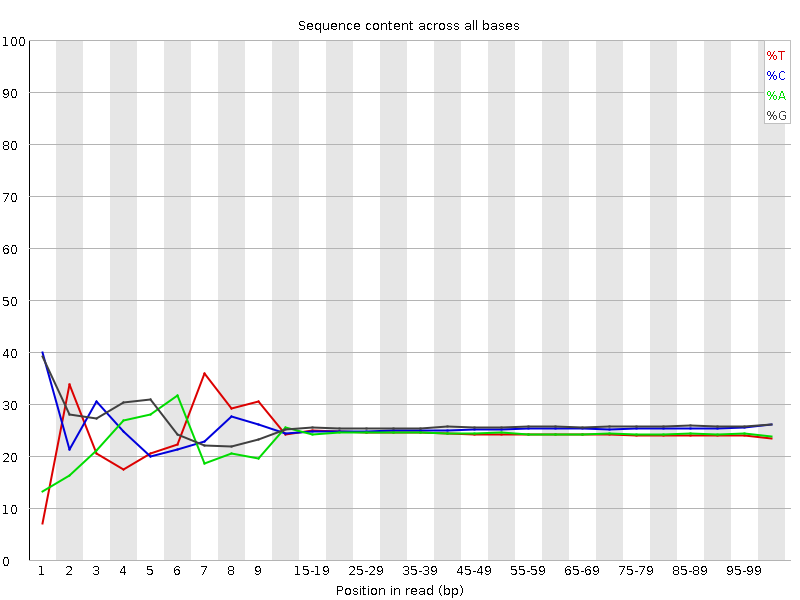 Sequence content across all bases
100
90
80
70
60
50
40
30
20
10
0
%T
%C
%A
%G
1 2 3 4 5 6 7 8 9 15-19 25-29 35-39 45-49 55-59 65-69 75-79 85-89 95-99
Position in read (bp)